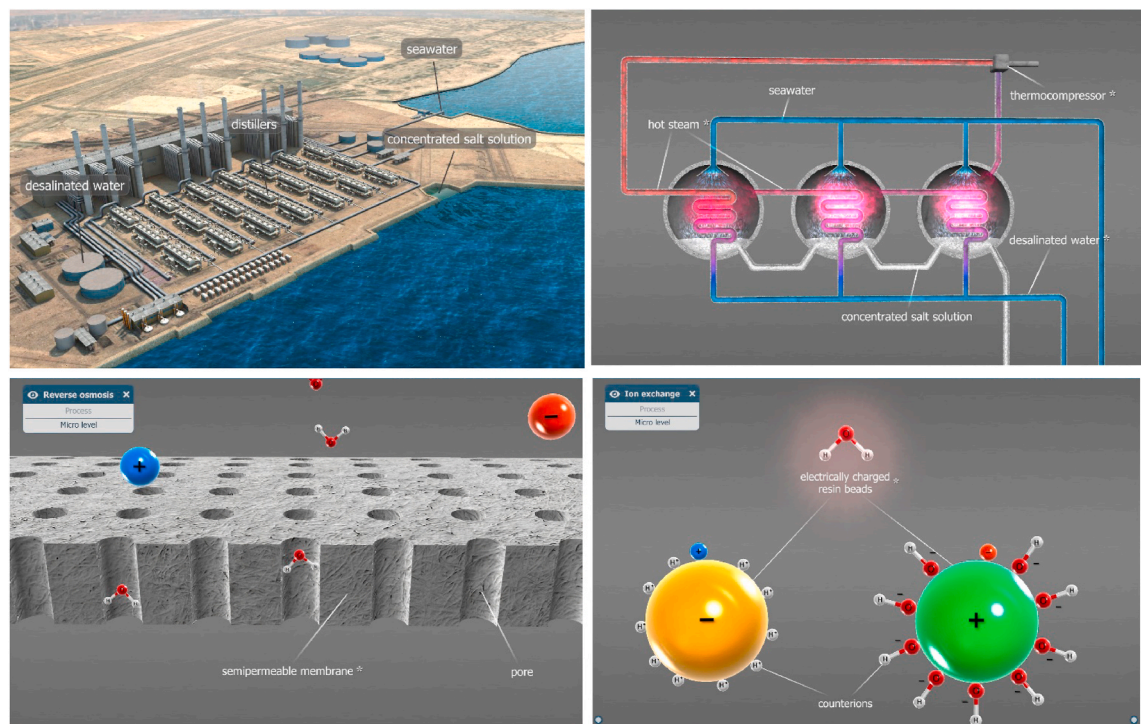 seawater
distillers
concentrated salt solution
desalinated water
seawater
thermocompressor *
hot steam *
desalinated water *
concentrated salt solution
Reverse osmosis ×
Process
Micro level
+
−
H H
O
H
semipermeable membrane *
pore
Ion exchange ×
Process
Micro level
O
H H
electrically charged
resin beads *
+
−
H⁺ H⁺
H⁺ H⁺
H⁺ H⁺
H⁺ H⁺
H⁺ H⁺
−
+
O H
counterions